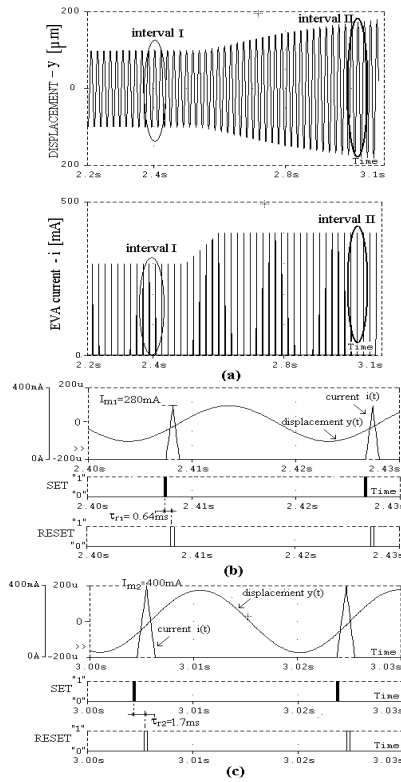 DISPLACEMENT – y [µm]
200
0
200
interval I
interval II
Time
2.2s 2.4s 2.8s 3.1s
EVA current - i [mA]
500
0
interval I
interval II
Time
2.2s 2.4s 2.8s 3.1s
(a)
400mA 200u
0
0A -200u
>>
Im1=280mA
current i(t)
displacement y(t)
2.40s 2.41s 2.42s 2.43s
SET "1" "0"
Time
2.40s 2.41s 2.42s 2.43s
τr1= 0.64ms
RESET "1" "0"
2.40s 2.41s 2.42s 2.43s
(b)
400mA 200u
0
0A -200u
>>
Im2=400mA
displacement y(t)
current i(t)
Time
3.00s 3.01s 3.02s 3.03s
SET "1" "0"
Time
3.00s 3.01s 3.02s 3.03s
τr2=1.7ms
RESET "1" "0"
Time
3.00s 3.01s 3.02s 3.03s
(c)